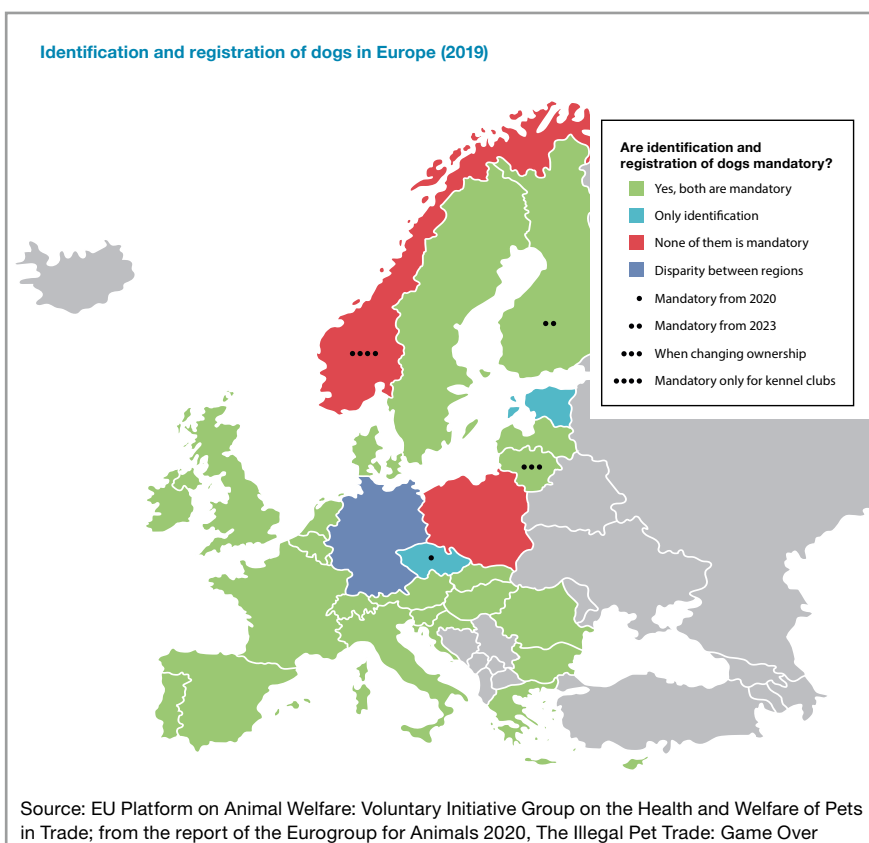 Identification and registration of dogs in Europe (2019)
Are identification and
registration of dogs mandatory?
Yes, both are mandatory
Only identification
None of them is mandatory
Disparity between regions
Mandatory from 2020
Mandatory from 2023
When changing ownership
Mandatory only for kennel clubs
Source: EU Platform on Animal Welfare: Voluntary Initiative Group on the Health and Welfare of Pets
in Trade; from the report of the Eurogroup for Animals 2020, The Illegal Pet Trade: Game Over